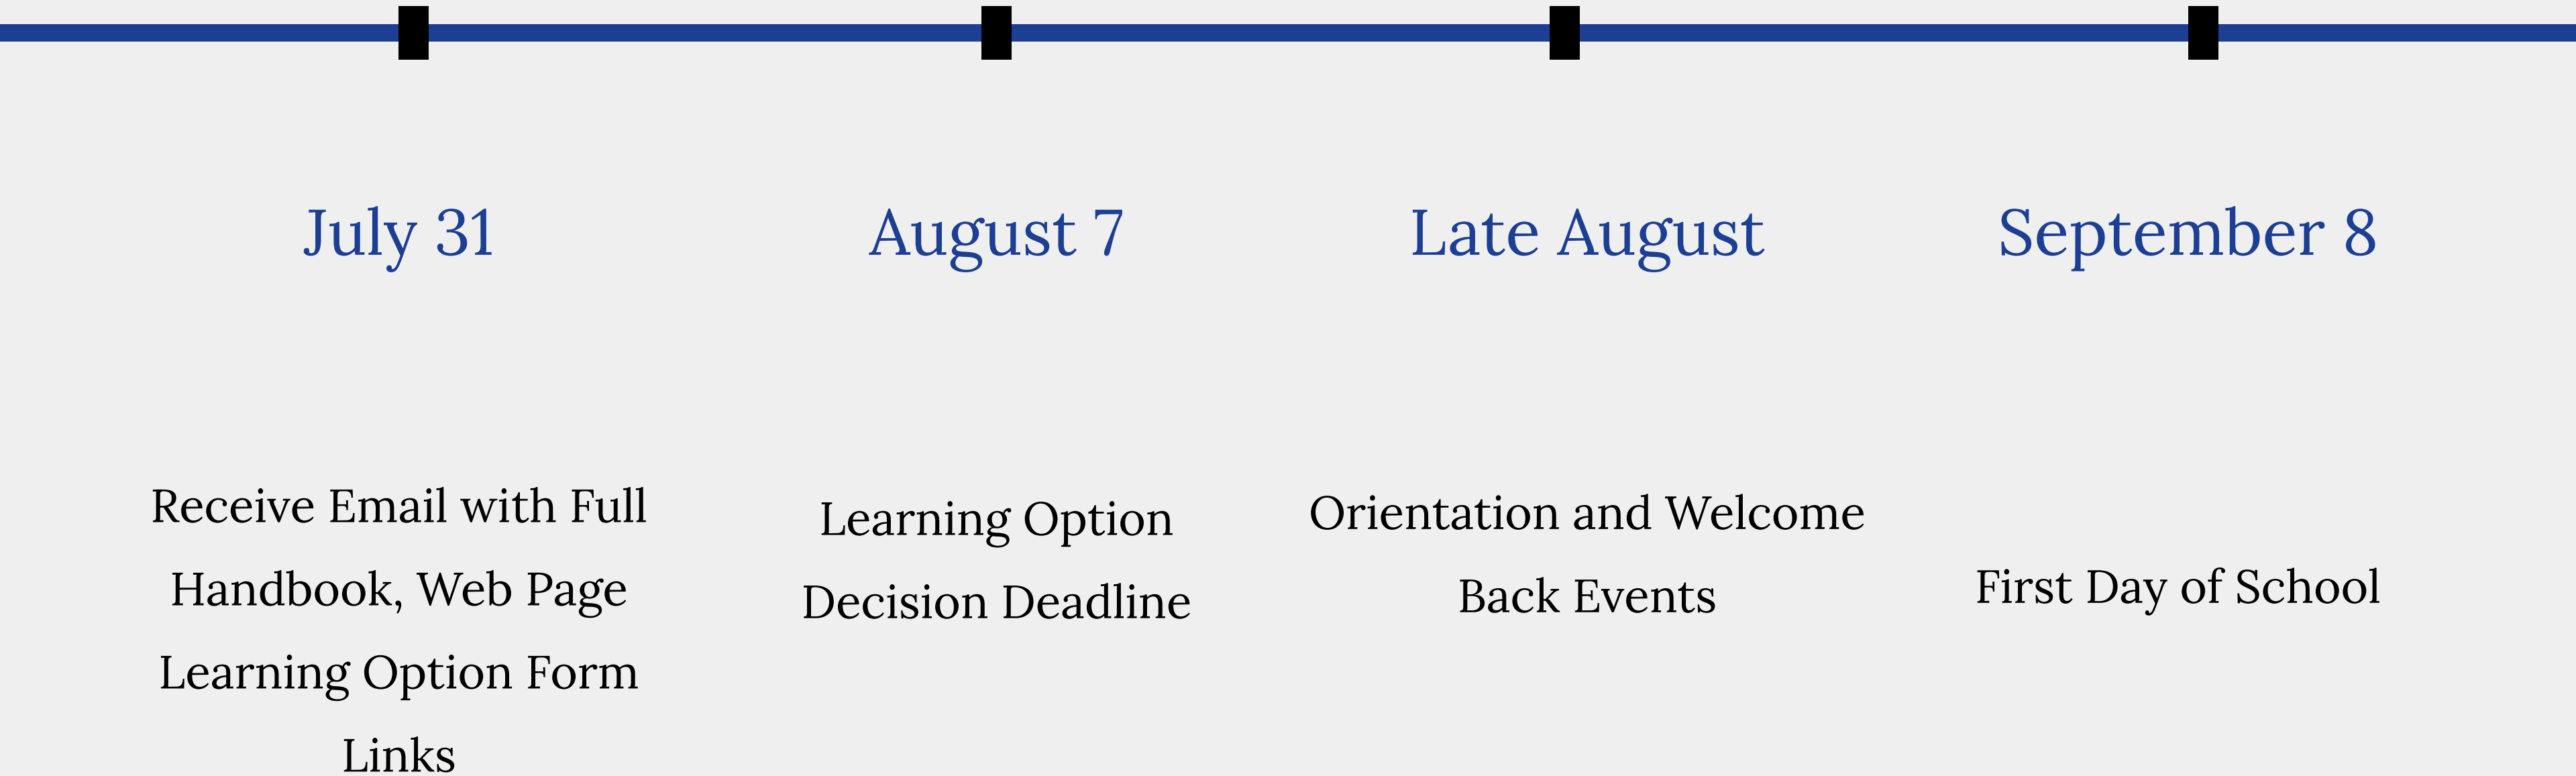 July 31
August 7
Late August
September 8
Receive Email with Full
Handbook, Web Page
Learning Option Form
Links
Learning Option
Decision Deadline
Orientation and Welcome
Back Events
First Day of School